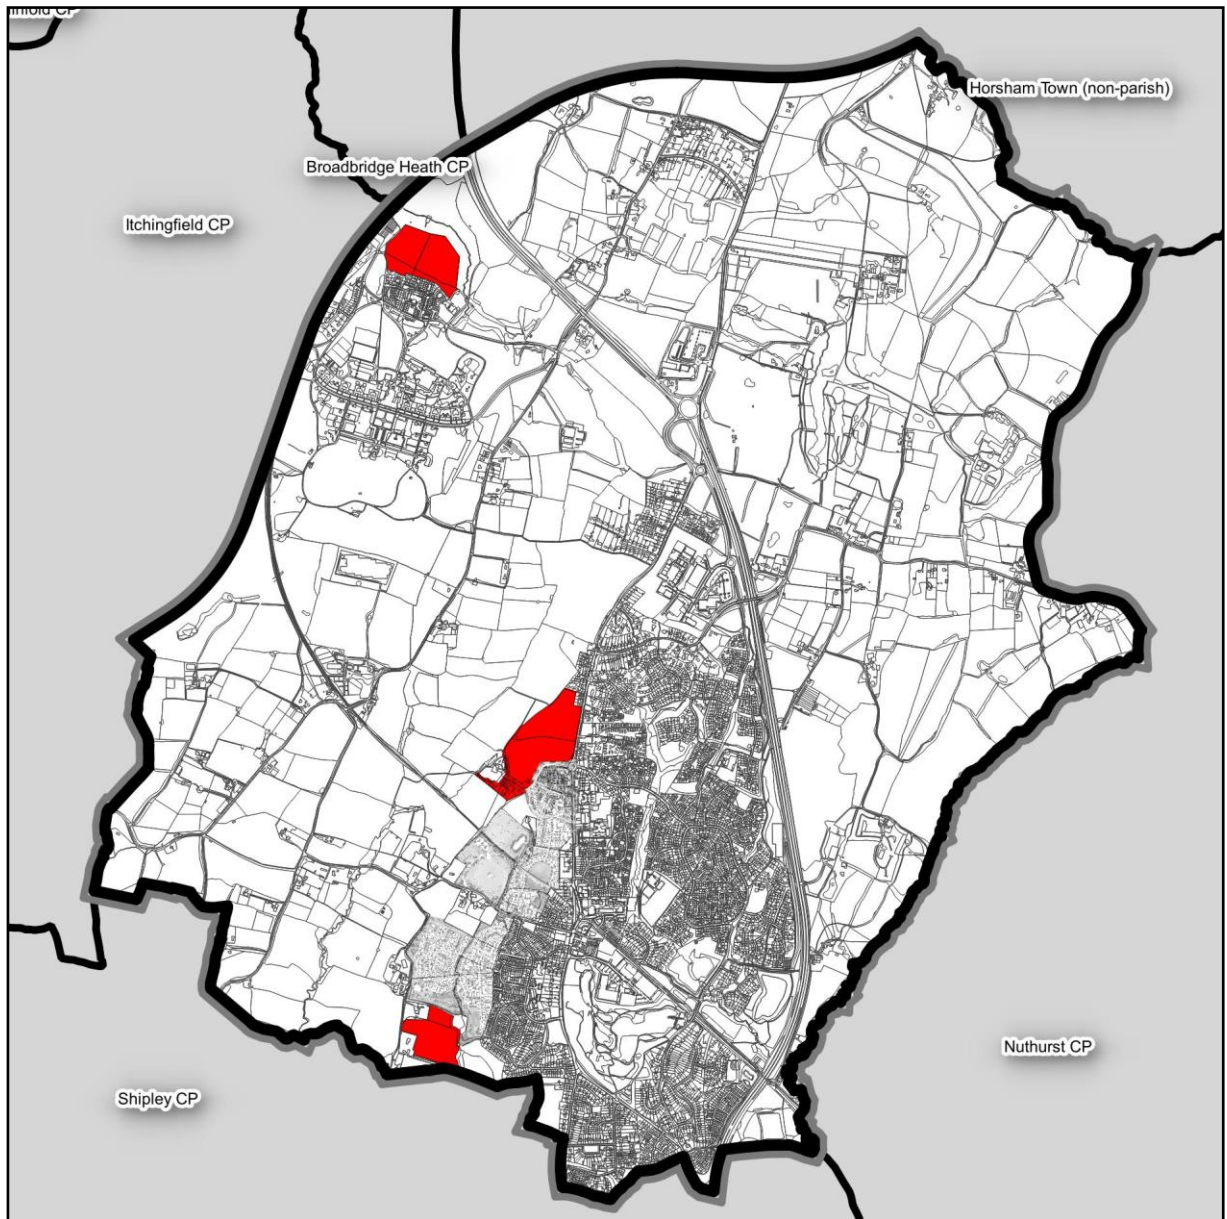 Horsham Town (non-parish)
Broadbridge Heath CP
Itchingfield CP
Nuthurst CP
Shipley CP